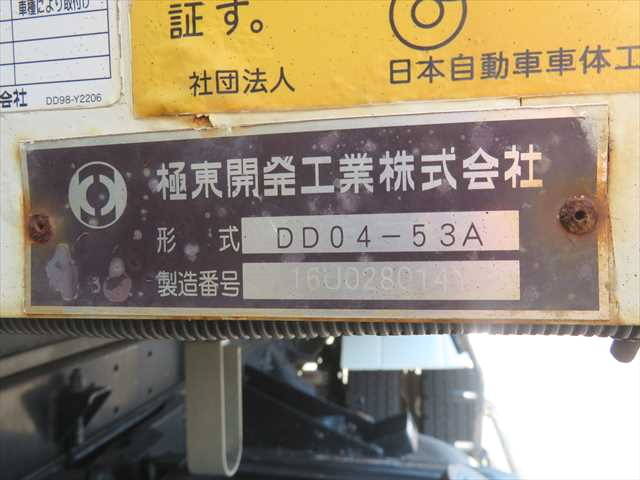 車種により取付け
会社 DD98-Y2206
証す。
社団法人 日本自動車車体工
極東開発工業株式会社
形式 DD04-53A
製造番号